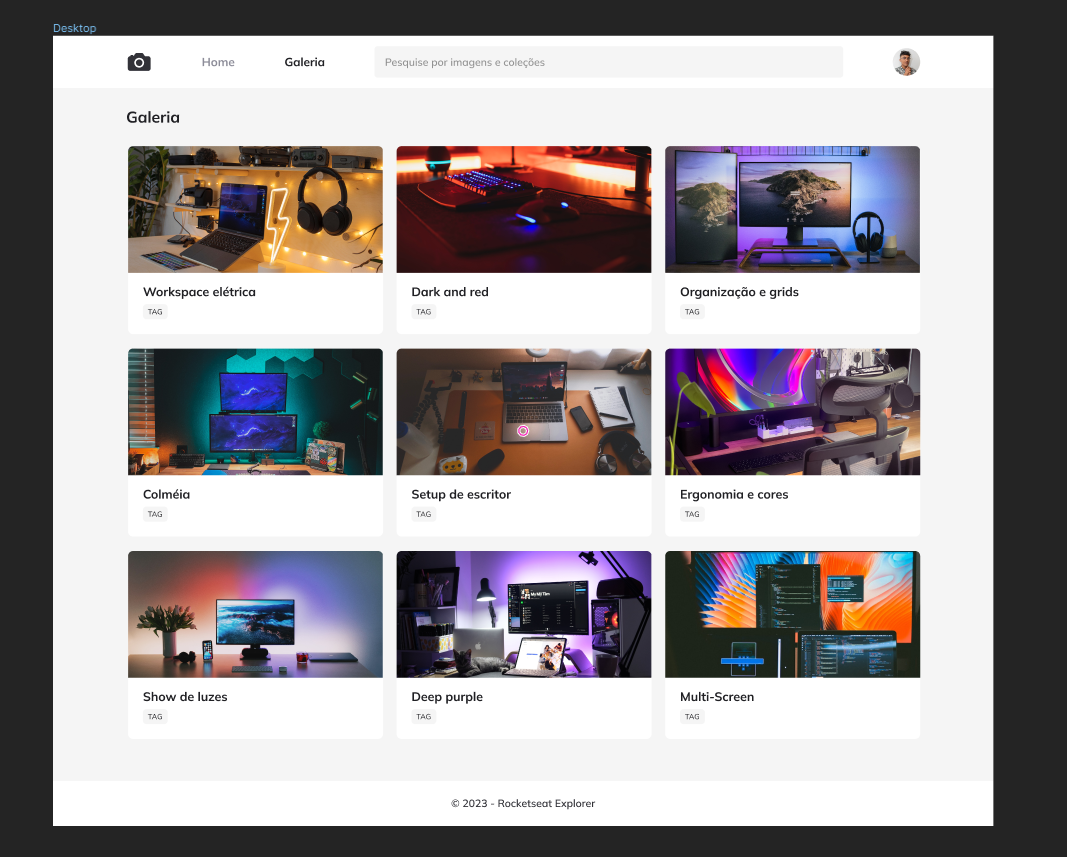 Desktop
Home
Galeria
Pesquise por imagens e coleções
Galeria
Workspace elétrica
TAG
Dark and red
TAG
Organização e grids
TAG
Colméia
TAG
Setup de escritor
TAG
Ergonomia e cores
TAG
Show de luzes
TAG
Deep purple
TAG
Multi-Screen
TAG
© 2023 - Rocketseat Explorer